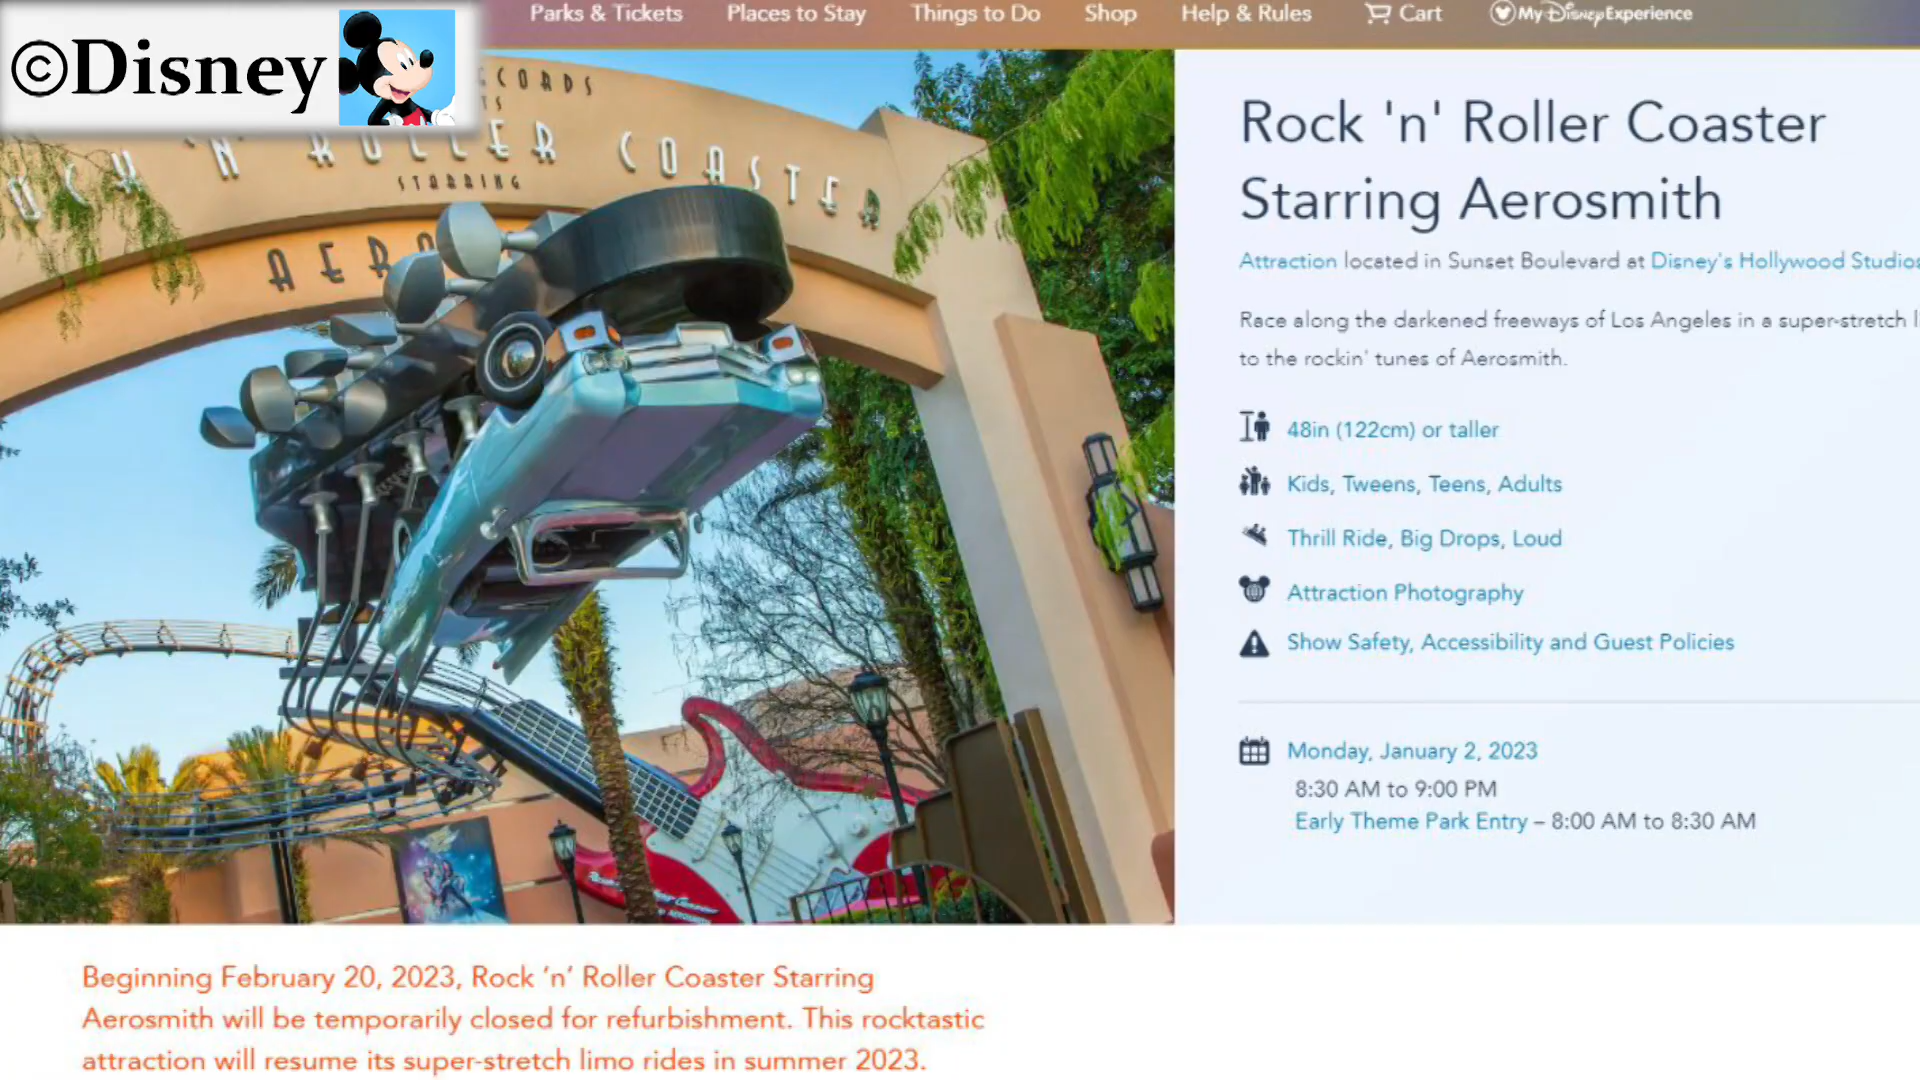 Parks & Tickets Places to Stay Things to Do Shop Help & Rules Cart My Disney Experience
©Disney
CORDS
'N' ROLLER COASTER
STARRING
AERO
Rock 'n' Roller Coaster
Starring Aerosmith
Attraction located in Sunset Boulevard at Disney's Hollywood Studios
Race along the darkened freeways of Los Angeles in a super-stretch
to the rockin' tunes of Aerosmith.
48in (122cm) or taller
Kids, Tweens, Teens, Adults
Thrill Ride, Big Drops, Loud
Attraction Photography
Show Safety, Accessibility and Guest Policies
Monday, January 2, 2023
8:30 AM to 9:00 PM
Early Theme Park Entry – 8:00 AM to 8:30 AM
Beginning February 20, 2023, Rock ‘n’ Roller Coaster Starring
Aerosmith will be temporarily closed for refurbishment. This rocktastic
attraction will resume its super-stretch limo rides in summer 2023.